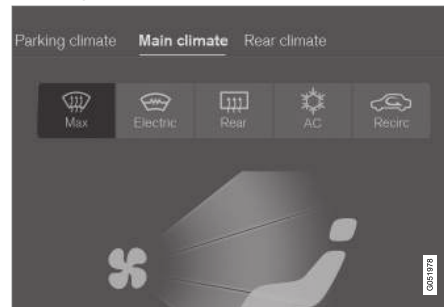 Parking climate Main climate Rear climate
Max Electric Rear AC Recirc
G051978